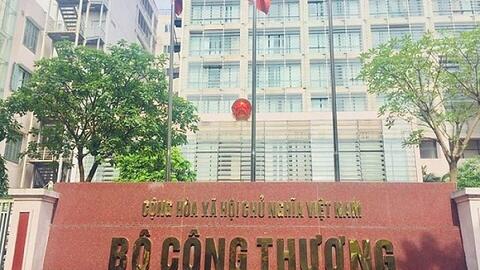 CỘNG HÒA XÃ HỘI CHỦ NGHĨA VIỆT NAM
BỘ CÔNG THƯƠNG